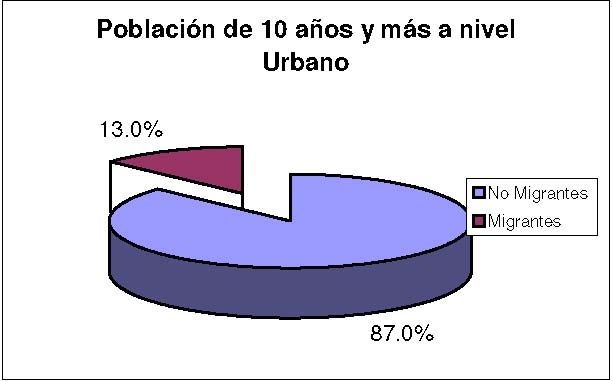 Población de 10 años y más a nivel
Urbano
13.0%
No Migrantes
Migrantes
87.0%